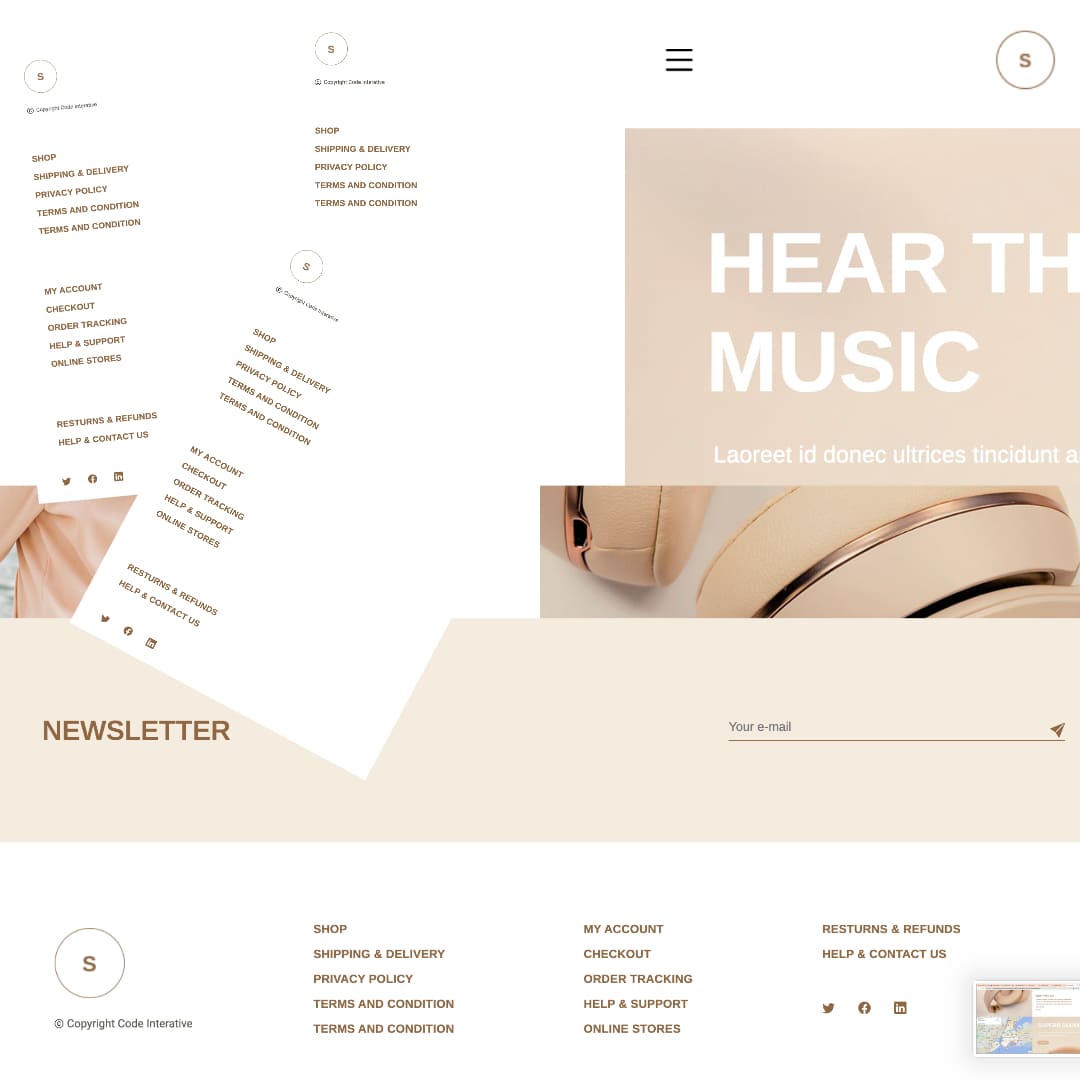 S
© Copyright Code Interative
SHOP
SHIPPING & DELIVERY
PRIVACY POLICY
TERMS AND CONDITION
TERMS AND CONDITION
MY ACCOUNT
CHECKOUT
ORDER TRACKING
HELP & SUPPORT
ONLINE STORES
RESTURNS & REFUNDS
HELP & CONTACT US
S
© Copyright Code Interative
SHOP
SHIPPING & DELIVERY
PRIVACY POLICY
TERMS AND CONDITION
TERMS AND CONDITION
S
© Copyright Code Interative
SHOP
SHIPPING & DELIVERY
PRIVACY POLICY
TERMS AND CONDITION
TERMS AND CONDITION
MY ACCOUNT
CHECKOUT
ORDER TRACKING
HELP & SUPPORT
ONLINE STORES
RESTURNS & REFUNDS
HELP & CONTACT US
S
HEAR TH
MUSIC
Laoreet id donec ultrices tincidunt a
NEWSLETTER
Your e-mail
S
© Copyright Code Interative
SHOP
SHIPPING & DELIVERY
PRIVACY POLICY
TERMS AND CONDITION
TERMS AND CONDITION
MY ACCOUNT
CHECKOUT
ORDER TRACKING
HELP & SUPPORT
ONLINE STORES
RESTURNS & REFUNDS
HELP & CONTACT US